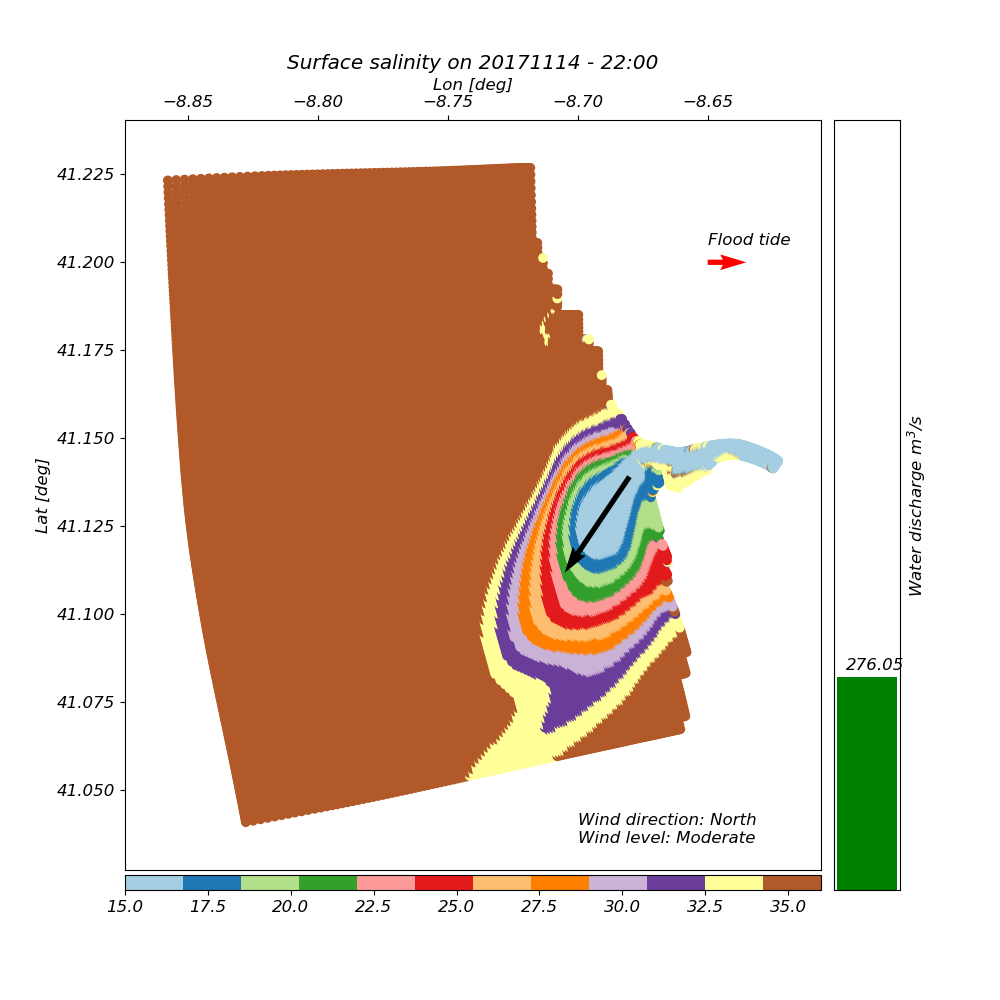 Surface salinity on 20171114 - 22:00
Lon [deg]
−8.85 −8.80 −8.75 −8.70 −8.65
41.225
Flood tide
41.200
41.175
41.150
41.125
41.100
41.075
41.050
Lat [deg]
Wind direction: North
Wind level: Moderate
15.0 17.5 20.0 22.5 25.0 27.5 30.0 32.5 35.0
276.05
Water discharge m³/s